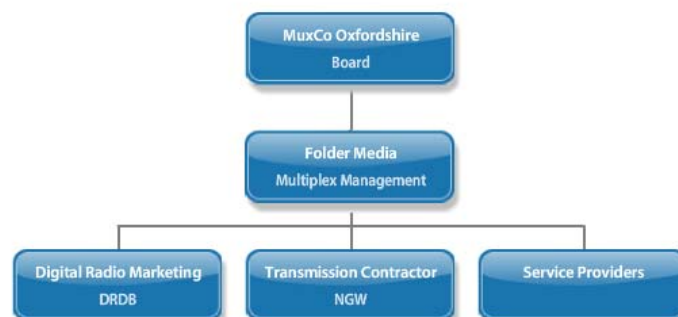 MuxCo Oxfordshire
Board
Folder Media
Multiplex Management
Digital Radio Marketing
DRDB
Transmission Contractor
NGW
Service Providers